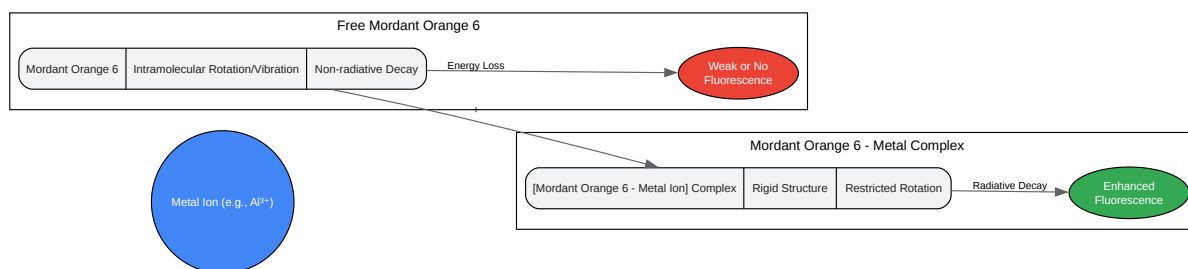 Free Mordant Orange 6
Mordant Orange 6
Intramolecular Rotation/Vibration
Non-radiative Decay
Energy Loss
Weak or No
Fluorescence
+
Metal Ion (e.g., Al³⁺)
Mordant Orange 6 - Metal Complex
[Mordant Orange 6 - Metal Ion] Complex
Rigid Structure
Restricted Rotation
Radiative Decay
Enhanced
Fluorescence